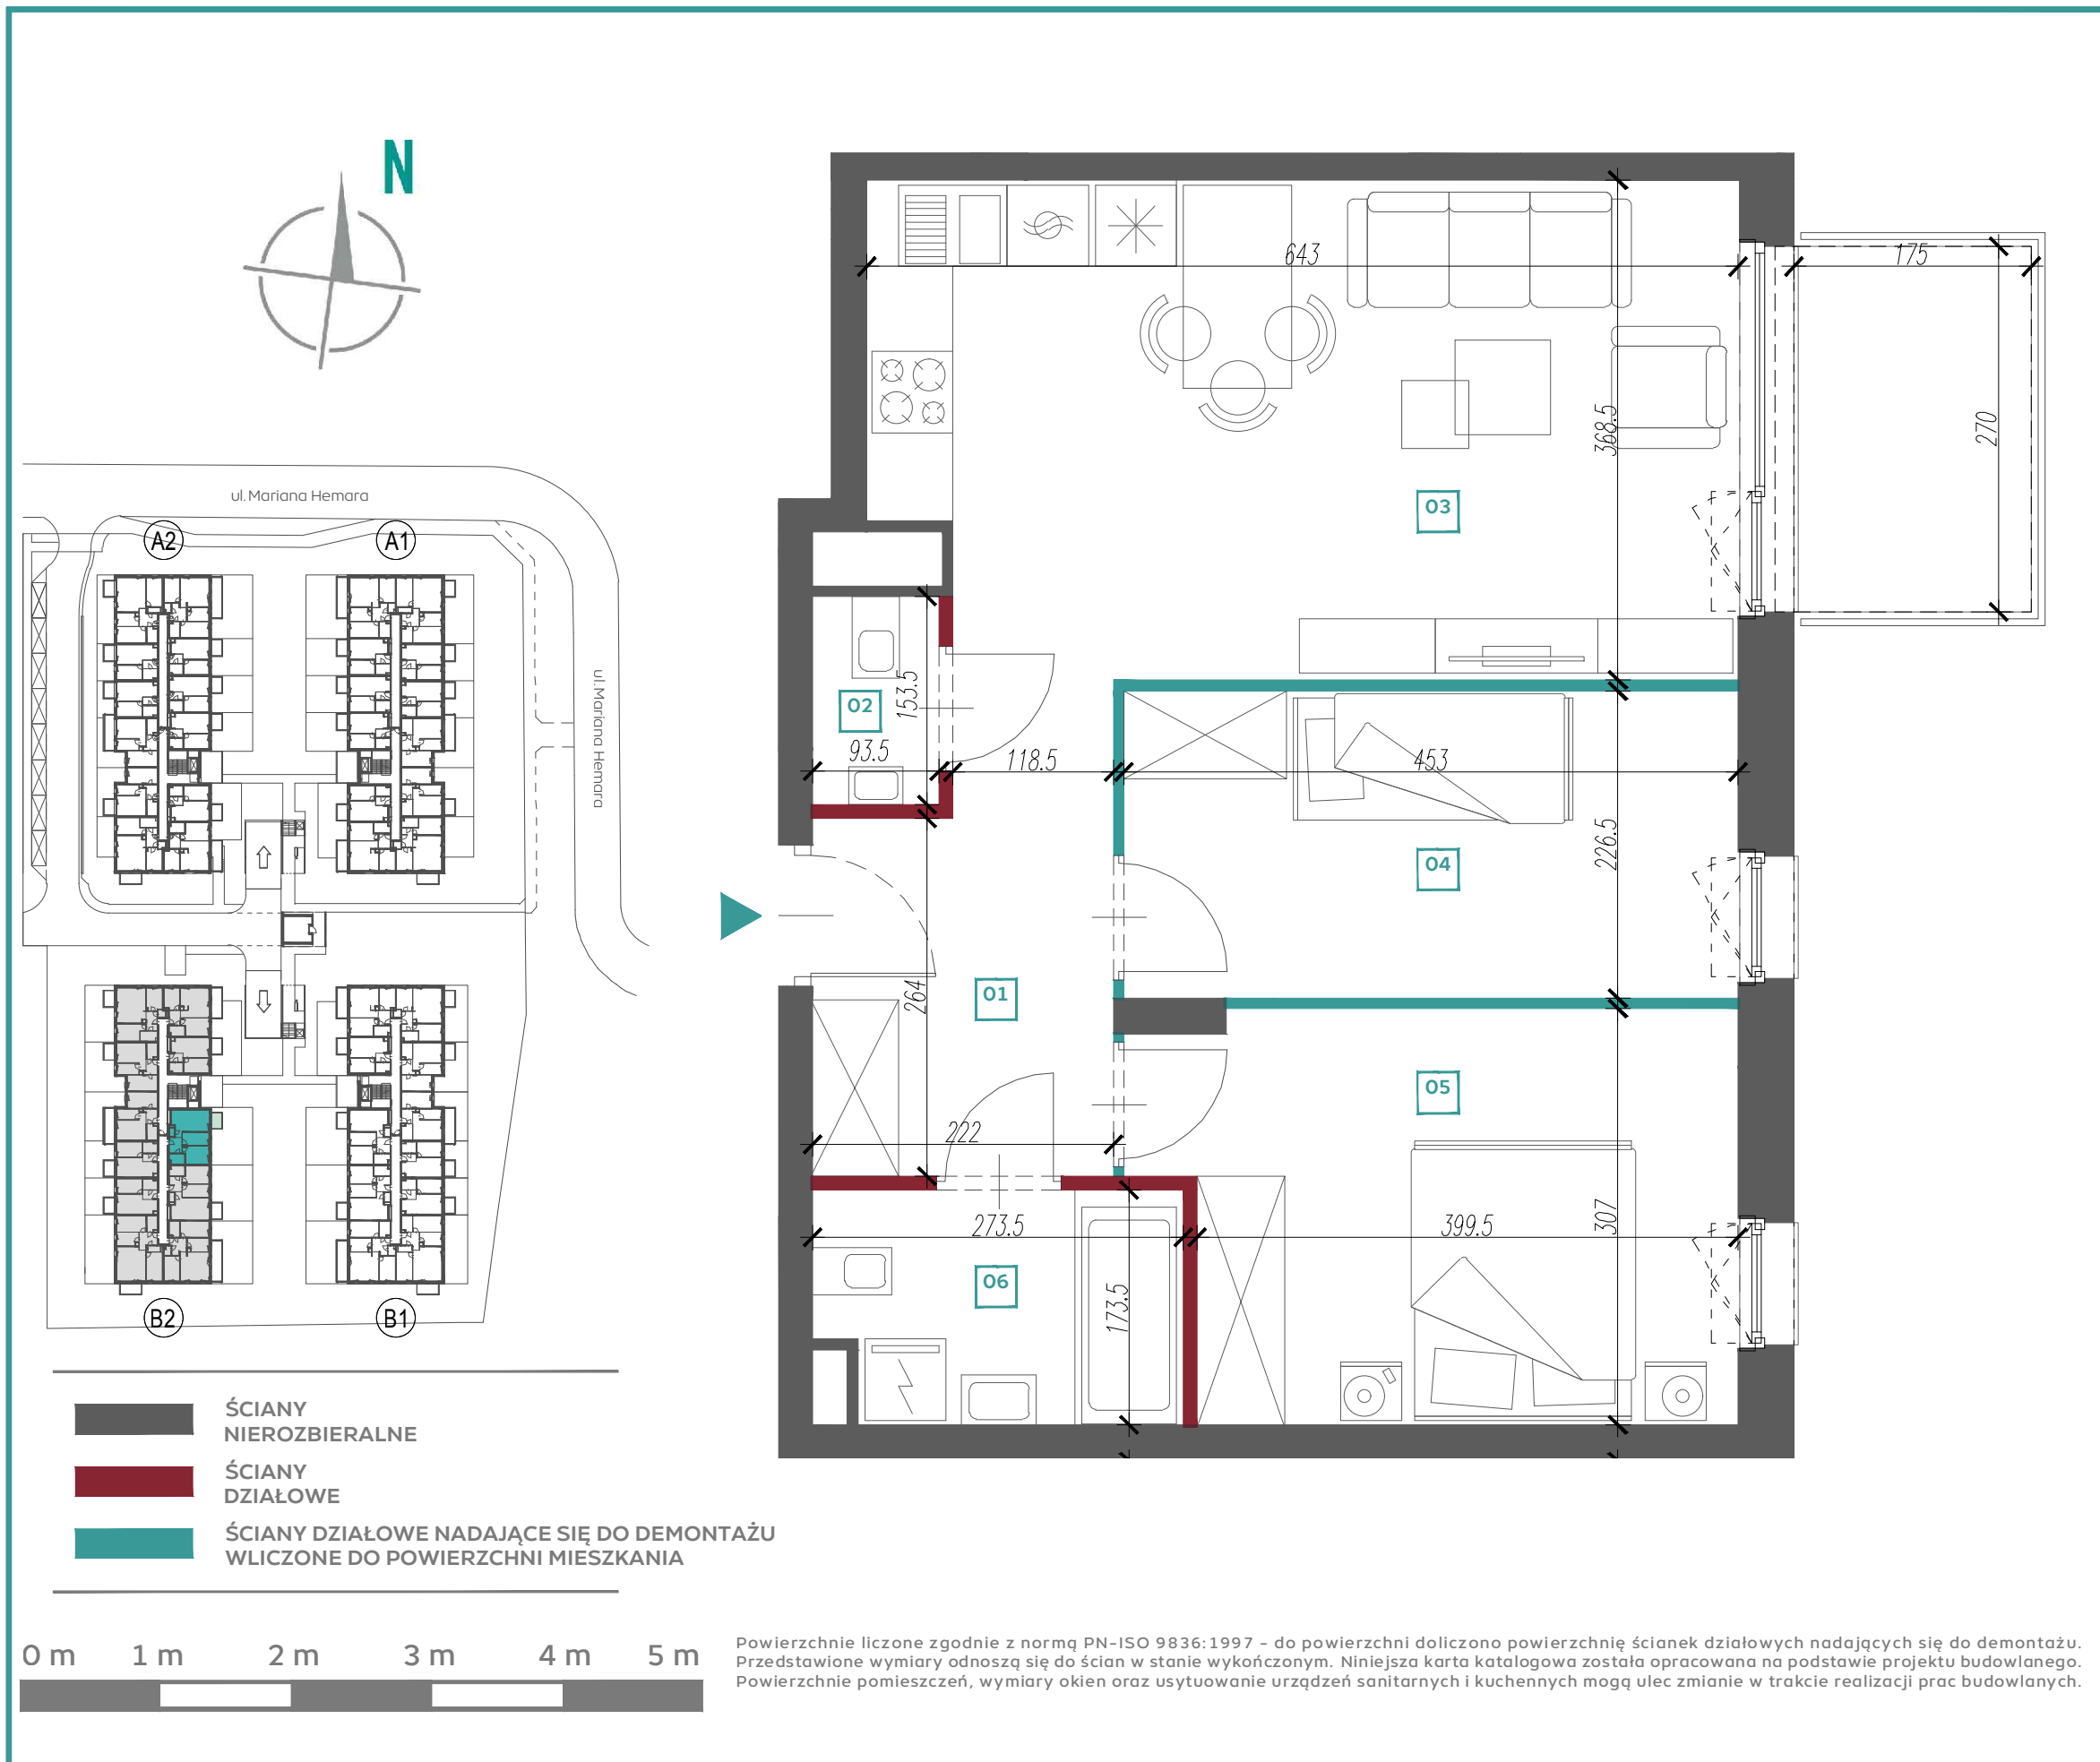 N
ul. Mariana Hemara
A2
A1
ul. Mariana Hemara
B2
B1
643
175
368.5
270
03
02
153.5
93.5
118.5
453
226.5
04
264
01
05
222
273.5
399.5
307
06
173.5
ŚCIANY
NIEROZBIERALNE
ŚCIANY
DZIAŁOWE
ŚCIANY DZIAŁOWE NADAJĄCE SIĘ DO DEMONTAŻU
WLICZONE DO POWIERZCHNI MIESZKANIA
0 m 1 m 2 m 3 m 4 m 5 m
Powierzchnie liczone zgodnie z normą PN-ISO 9836:1997 - do powierzchni doliczono powierzchnię ścianek działowych nadających się do demontażu.
Przedstawione wymiary odnoszą się do ścian w stanie wykończonym. Niniejsza karta katalogowa została opracowana na podstawie projektu budowlanego.
Powierzchnie pomieszczeń, wymiary okien oraz usytuowanie urządzeń sanitarnych i kuchennych mogą ulec zmianie w trakcie realizacji prac budowlanych.